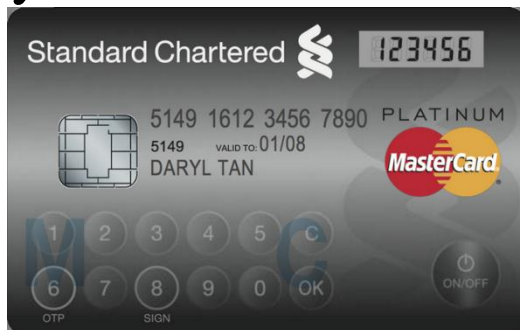 Standard Chartered 123456
5149 1612 3456 7890 PLATINUM
5149 VALID TO: 01/08
DARYL TAN MasterCard
M C
1 2 3 4 5 C
6 7 8 9 0 OK
ON/OFF
OTP SIGN